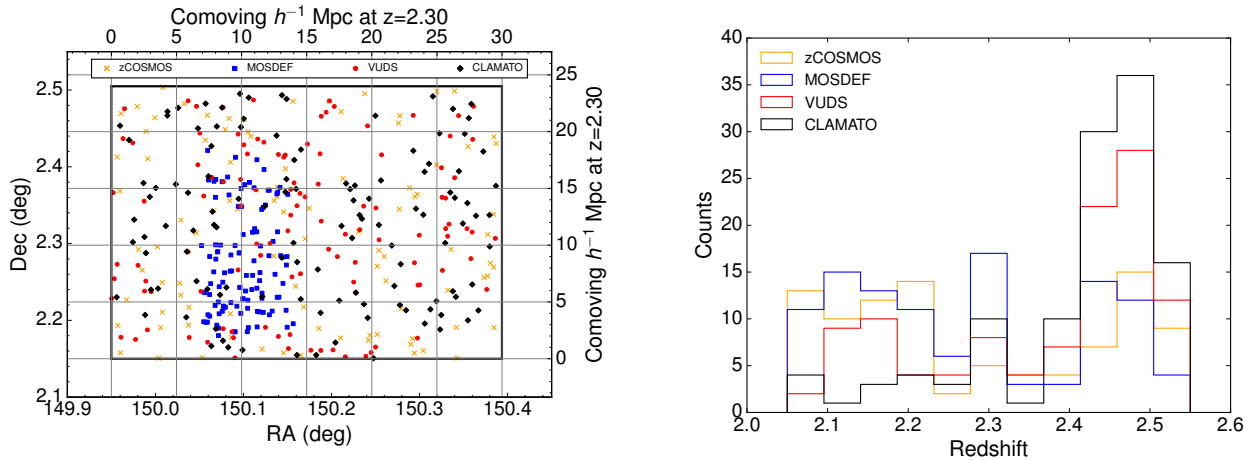 Comoving h⁻¹ Mpc at z=2.30
0 5 10 15 20 25 30
zCOSMOS MOSDEF VUDS CLAMATO
2.5
2.4
2.3
2.2
2.1
Dec (deg)
25
20
15
10
5
0
Comoving h⁻¹ Mpc at z=2.30
149.9 150.0 150.1 150.2 150.3 150.4
RA (deg)
40
35
30
25
20
15
10
5
0
Counts
zCOSMOS
MOSDEF
VUDS
CLAMATO
2.0 2.1 2.2 2.3 2.4 2.5 2.6
Redshift